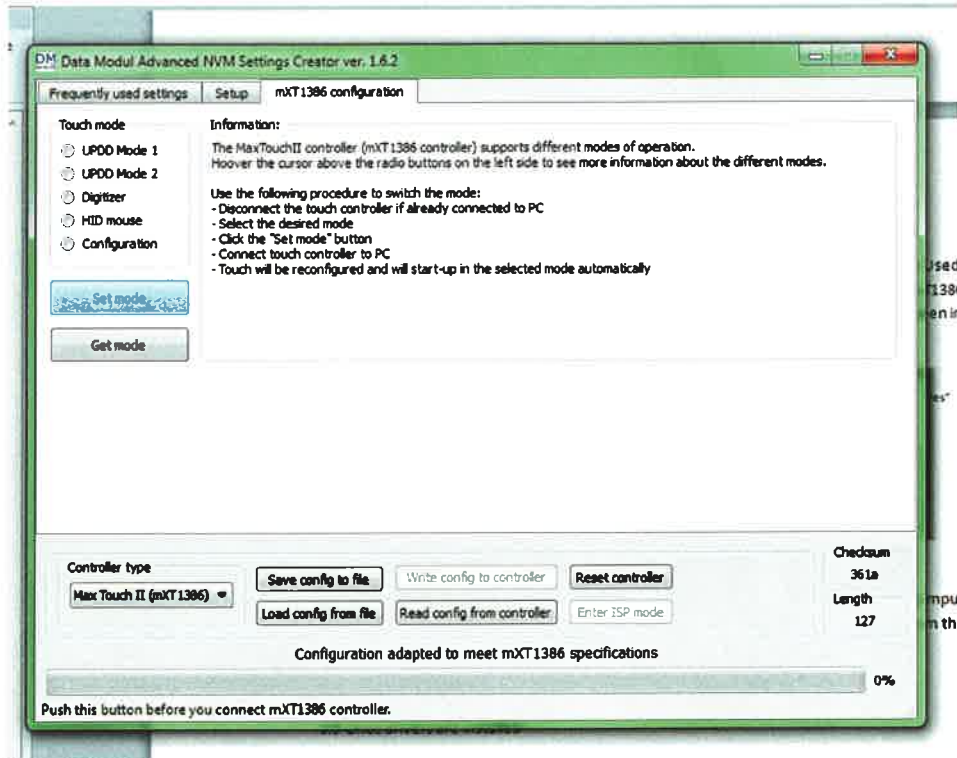 DM Data Modul Advanced NVM Settings Creator ver. 1.6.2
Frequently used settings Setup mXT1386 configuration
Touch mode
UPDD Mode 1
UPDD Mode 2
Digitizer
HID mouse
Configuration
Set mode
Get mode
Information:
The MaxTouchII controller (mXT1386 controller) supports different modes of operation.
Hoover the cursor above the radio buttons on the left side to see more information about the different modes.
Use the following procedure to switch the mode:
- Disconnect the touch controller if already connected to PC
- Select the desired mode
- Click the "Set mode" button
- Connect touch controller to PC
- Touch will be reconfigured and will start-up in the selected mode automatically
Controller type
Max Touch II (mXT1386)
Save config to file Write config to controller Reset controller
Load config from file Read config from controller Enter ISP mode
Checksum
361a
Length
127
Configuration adapted to meet mXT1386 specifications
0%
Push this button before you connect mXT1386 controller.